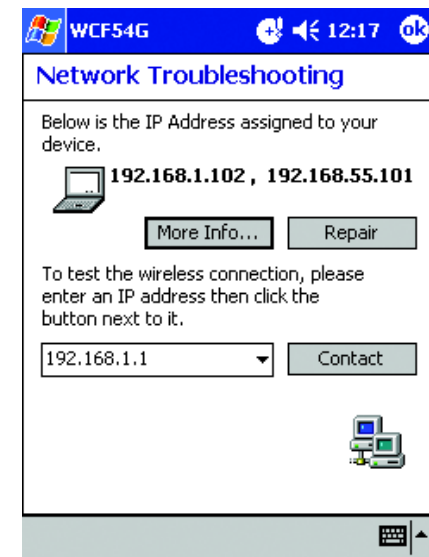 WCF54G 12:17 ok
Network Troubleshooting
Below is the IP Address assigned to your
device.
192.168.1.102 , 192.168.55.101
More Info... Repair
To test the wireless connection, please
enter an IP address then click the
button next to it.
192.168.1.1 Contact